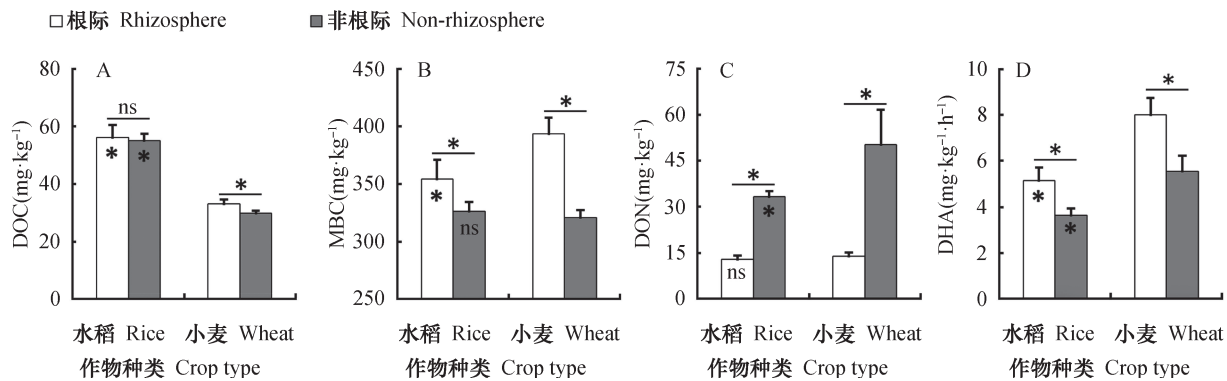 根际 Rhizosphere
非根际 Non-rhizosphere
A
DOC(mg·kg⁻¹)
80
60
40
20
0
ns
*
*
*
水稻 Rice 小麦 Wheat
作物种类 Crop type
B
MBC(mg·kg⁻¹)
450
400
350
300
250
*
*
*
ns
水稻 Rice 小麦 Wheat
作物种类 Crop type
C
DON(mg·kg⁻¹)
75
60
45
30
15
0
*
*
*
ns
水稻 Rice 小麦 Wheat
作物种类 Crop type
D
DHA(mg·kg⁻¹·h⁻¹)
10
8
6
4
2
0
*
*
*
*
水稻 Rice 小麦 Wheat
作物种类 Crop type